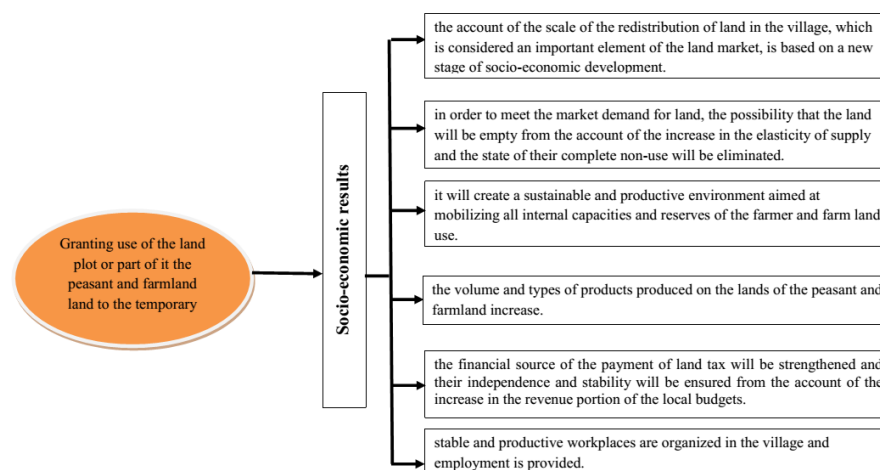 Granting use of the land
plot or part of it the
peasant and farmland
land to the temporary
Socio-economic results
the account of the scale of the redistribution of land in the village, which
is considered an important element of the land market, is based on a new
stage of socio-economic development.
in order to meet the market demand for land, the possibility that the land
will be empty from the account of the increase in the elasticity of supply
and the state of their complete non-use will be eliminated.
it will create a sustainable and productive environment aimed at
mobilizing all internal capacities and reserves of the farmer and farm land
use.
the volume and types of products produced on the lands of the peasant and
farmland increase.
the financial source of the payment of land tax will be strengthened and
their independence and stability will be ensured from the account of the
increase in the revenue portion of the local budgets.
stable and productive workplaces are organized in the village and
employment is provided.